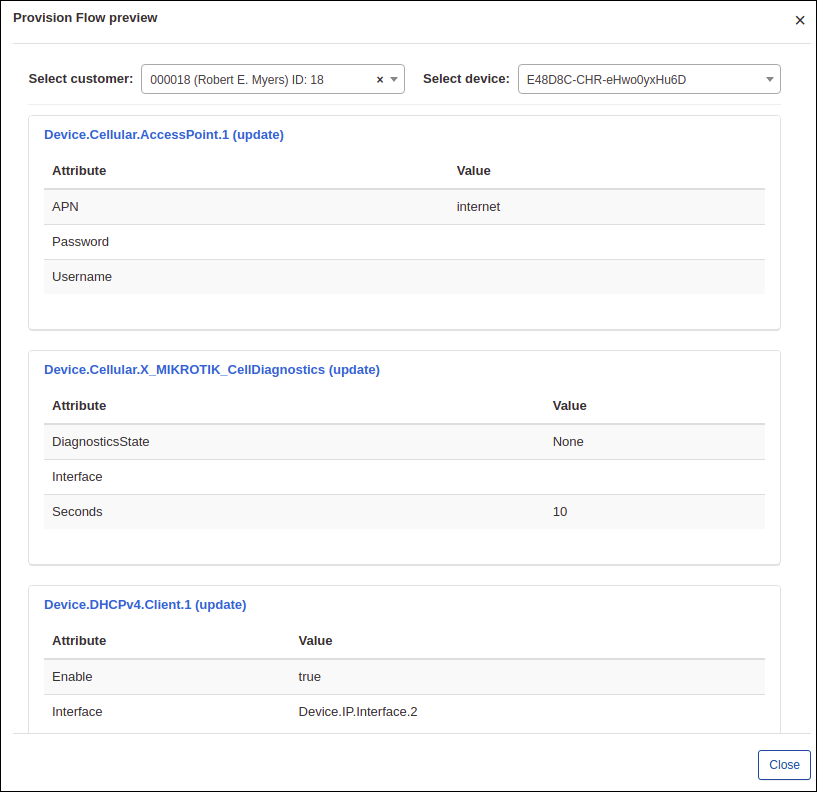 Provision Flow preview ×
Select customer: 000018 (Robert E. Myers) ID: 18 × Select device: E48D8C-CHR-eHwo0yxHu6D
Device.Cellular.AccessPoint.1 (update)
Attribute Value
APN internet
Password
Username
Device.Cellular.X_MIKROTIK_CellDiagnostics (update)
Attribute Value
DiagnosticsState None
Interface
Seconds 10
Device.DHCPv4.Client.1 (update)
Attribute Value
Enable true
Interface Device.IP.Interface.2
Close